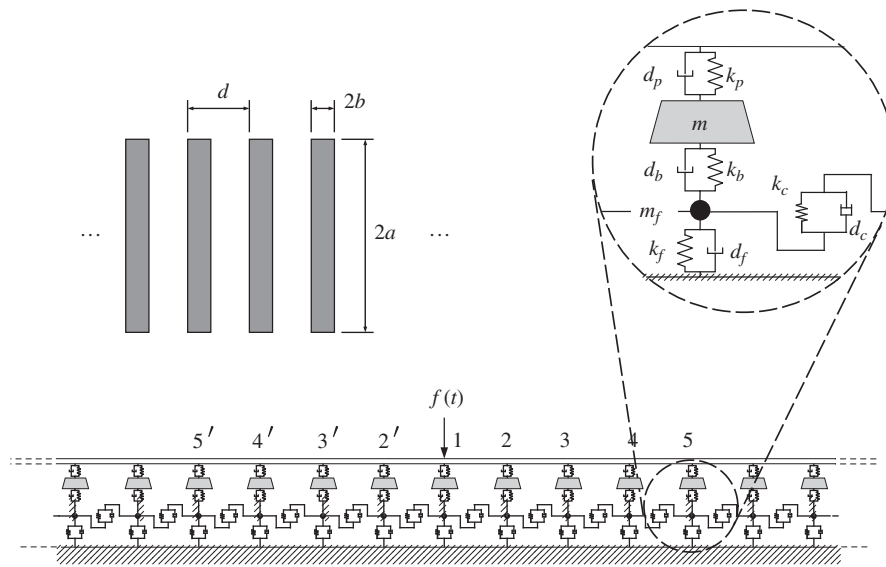 d
2b
2a
...
...
d_p
k_p
m
d_b
k_b
k_c
m_f
d_c
k_f
d_f
f(t)
5′ 4′ 3′ 2′ 1 2 3 4 5